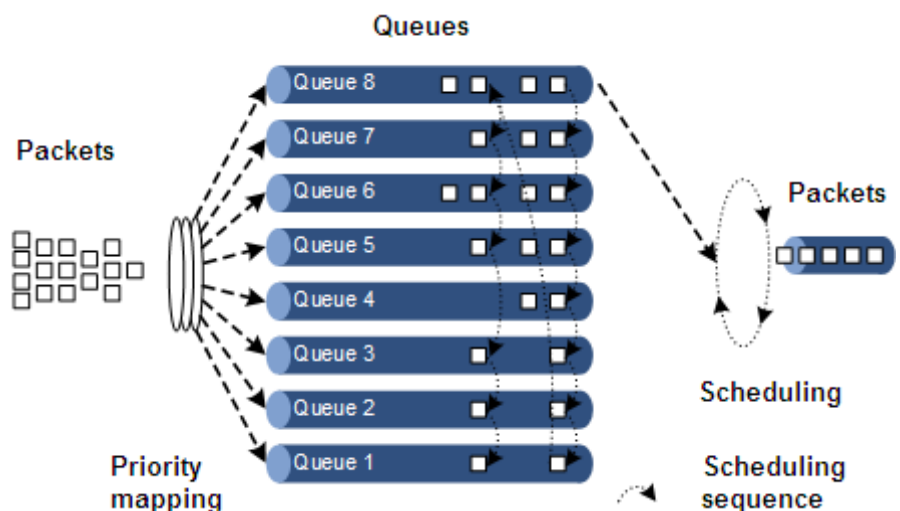 Queues
Packets
Queue 8
Queue 7
Queue 6
Queue 5
Queue 4
Queue 3
Queue 2
Queue 1
Priority
mapping
Packets
Scheduling
Scheduling
sequence